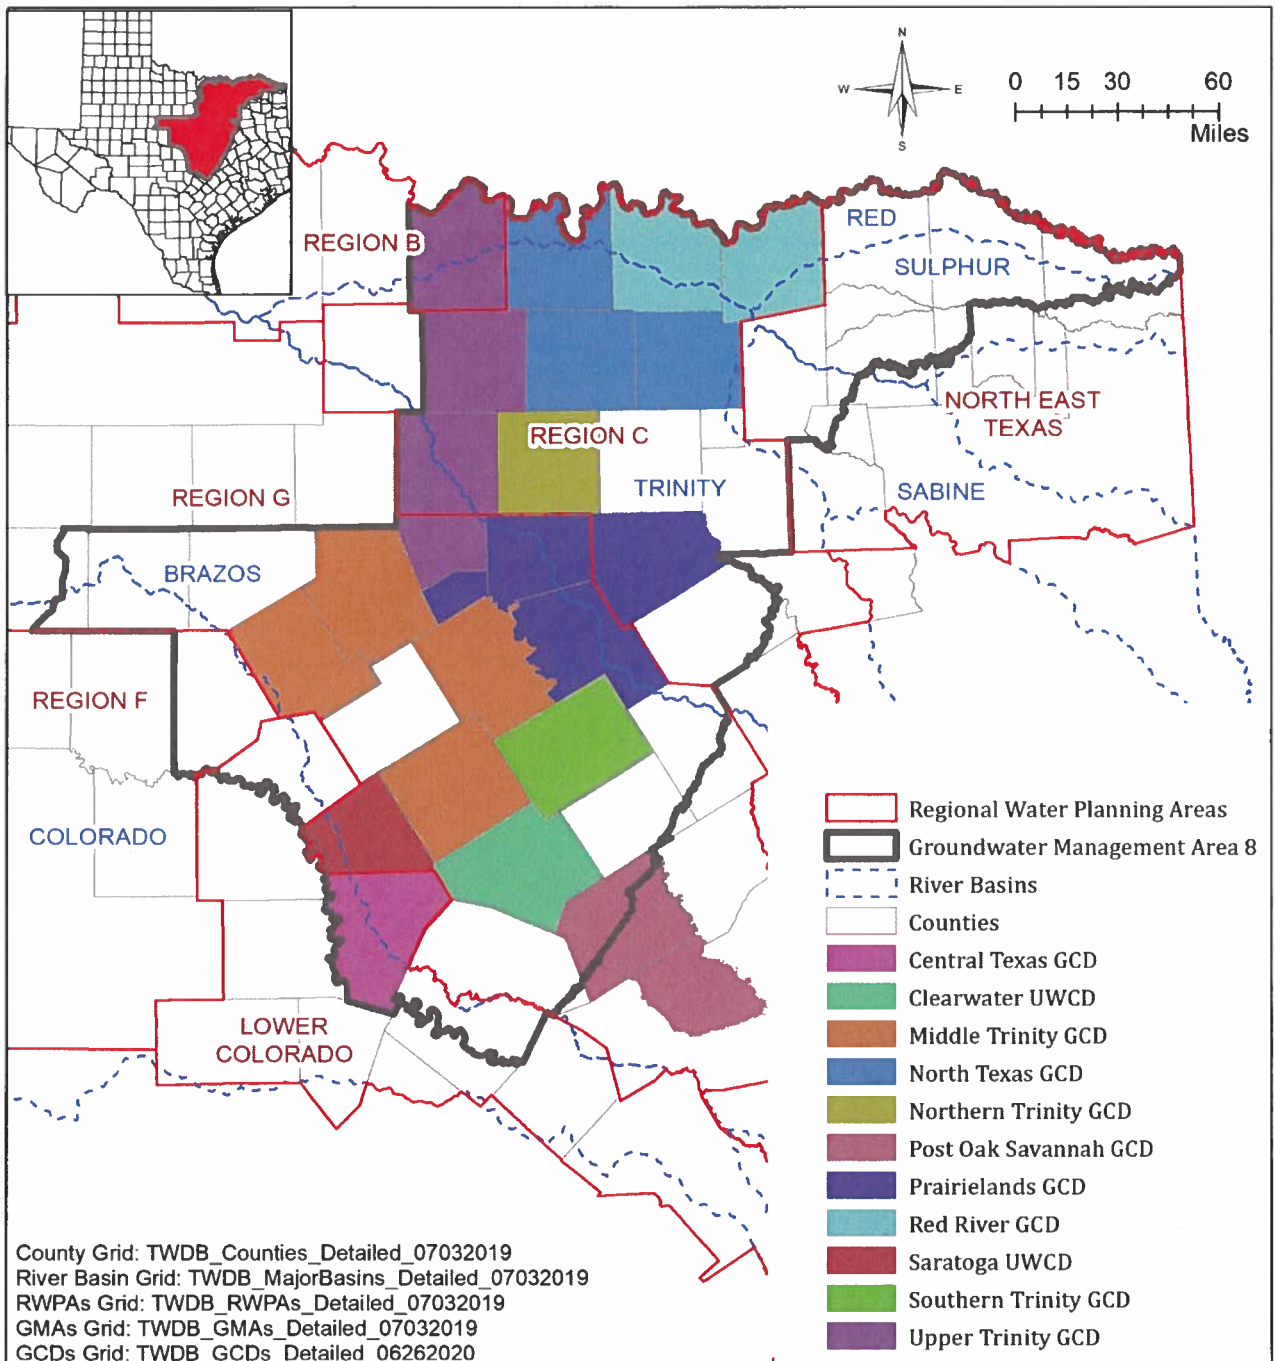 N
W E
S
0 15 30 60
Miles
RED
REGION B
SULPHUR
NORTH EAST
TEXAS
REGION C
TRINITY
SABINE
REGION G
BRAZOS
REGION F
COLORADO
LOWER
COLORADO
Regional Water Planning Areas
Groundwater Management Area 8
River Basins
Counties
Central Texas GCD
Clearwater UWCD
Middle Trinity GCD
North Texas GCD
Northern Trinity GCD
Post Oak Savannah GCD
Prairielands GCD
Red River GCD
Saratoga UWCD
Southern Trinity GCD
Upper Trinity GCD
County Grid: TWDB_Counties_Detailed_07032019
River Basin Grid: TWDB_MajorBasins_Detailed_07032019
RWPAs Grid: TWDB_RWPAs_Detailed_07032019
GMAs Grid: TWDB_GMAs_Detailed_07032019
GCDs Grid: TWDB_GCDs_Detailed_06262020